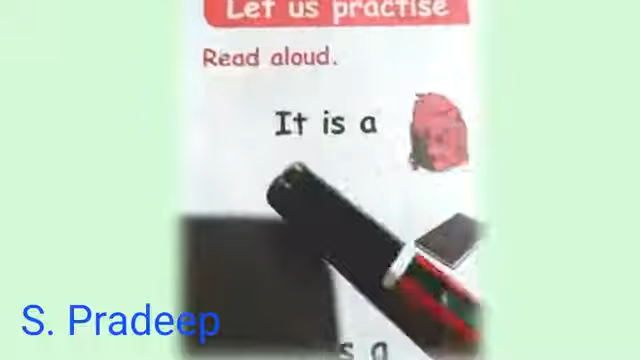 Let us practise
Read aloud.
It is a
s a
S. Pradeep